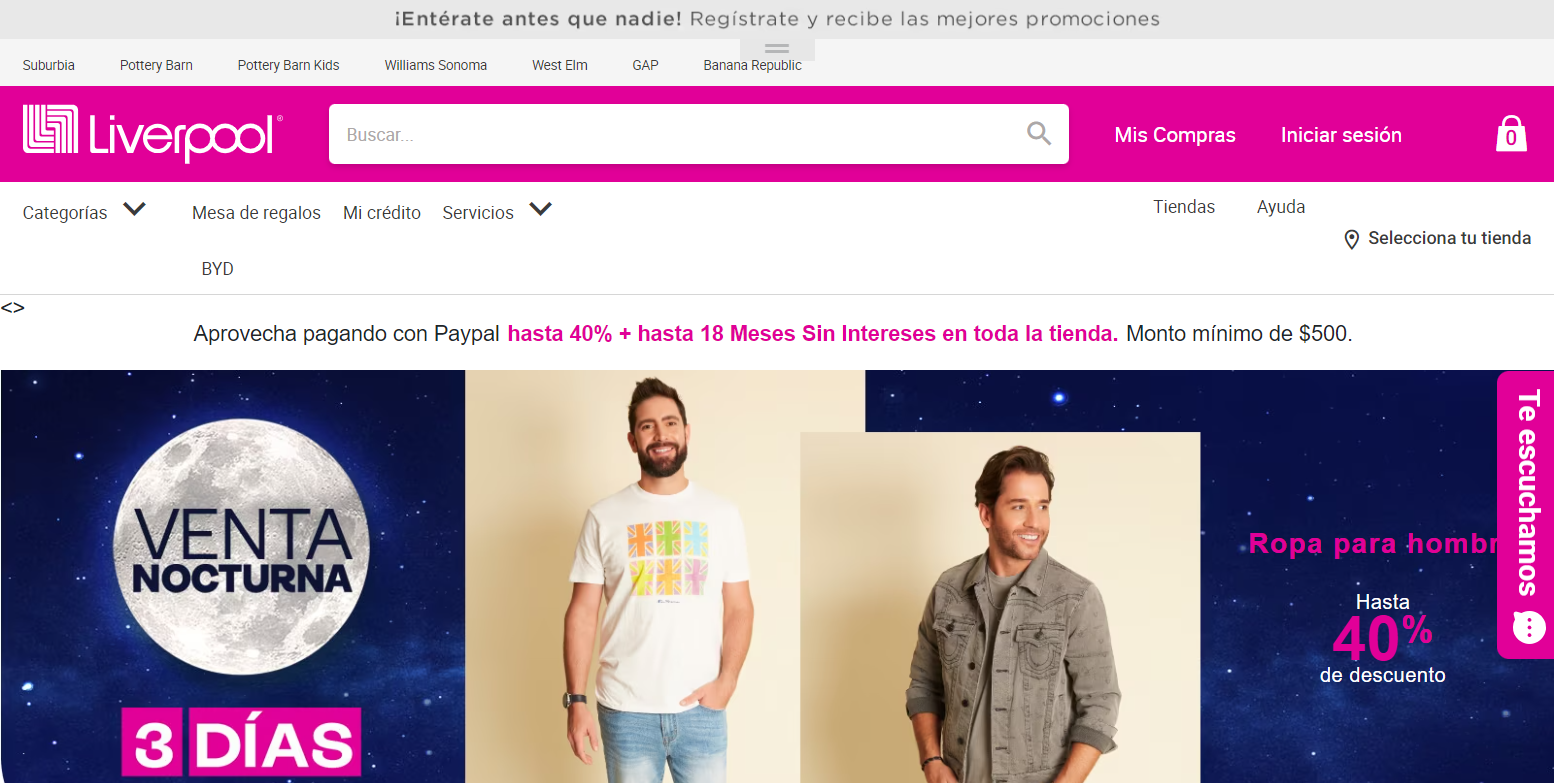 ¡Entérate antes que nadie! Regístrate y recibe las mejores promociones
Suburbia Pottery Barn Pottery Barn Kids Williams Sonoma West Elm GAP Banana Republic
Liverpool® Buscar... Mis Compras Iniciar sesión 0
Categorías Mesa de regalos Mi crédito Servicios Tiendas Ayuda
Selecciona tu tienda
BYD
<>
Aprovecha pagando con Paypal hasta 40% + hasta 18 Meses Sin Intereses en toda la tienda. Monto mínimo de $500.
VENTA
NOCTURNA
3 DÍAS
Ropa para hombr
Hasta
40%
de descuento
Te escuchamos